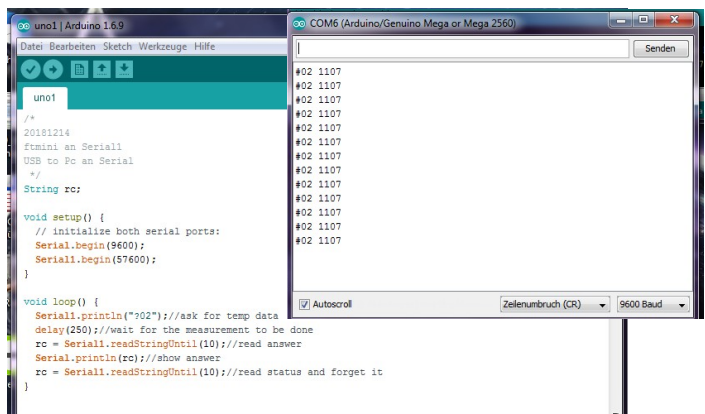 uno1 | Arduino 1.6.9
Datei Bearbeiten Sketch Werkzeuge Hilfe
uno1
/*
20181214
ftmini an Serial1
USB to Pc an Serial
*/
String rc;
void setup() {
// initialize both serial ports:
Serial.begin(9600);
Serial1.begin(57600);
}
void loop() {
Serial1.println("?02");//ask for temp data
delay(250);//wait for the measurement to be done
rc = Serial1.readStringUntil(10);//read answer
Serial.println(rc);//show answer
rc = Serial1.readStringUntil(10);//read status and forget it
}
COM6 (Arduino/Genuino Mega or Mega 2560)
Senden
#02 1107
#02 1107
#02 1107
#02 1107
#02 1107
#02 1107
#02 1107
#02 1107
#02 1107
#02 1107
#02 1107
#02 1107
#02 1107
Autoscroll
Zeilenumbruch (CR)
9600 Baud